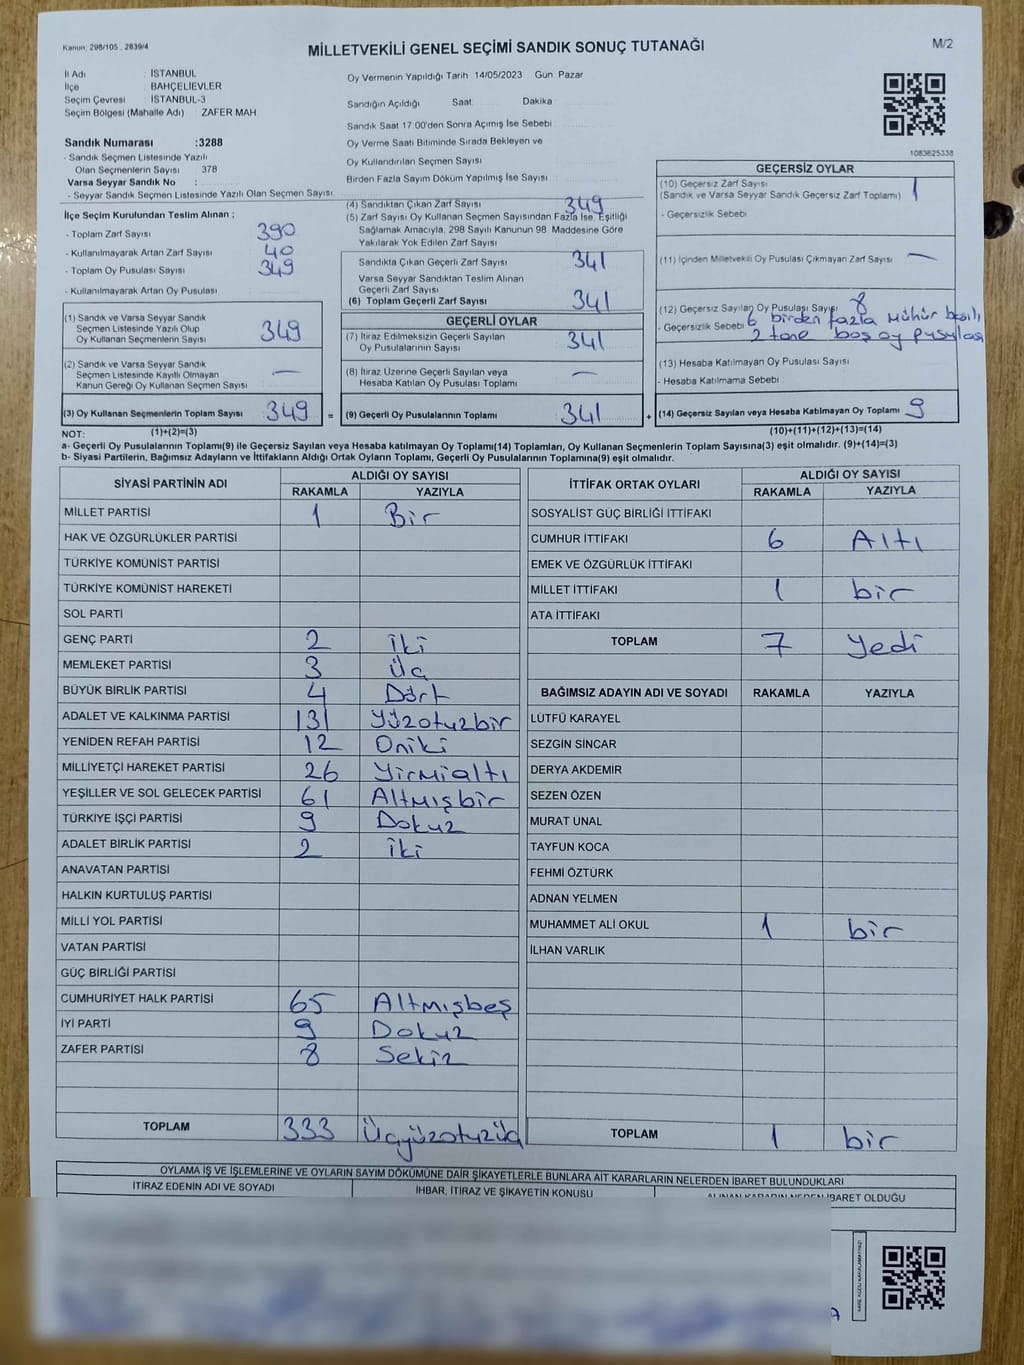 Kanun, 298/105 , 2839/4
MİLLETVEKİLİ GENEL SEÇİMİ SANDIK SONUÇ TUTANAĞI
M/2
İl Adı : İSTANBUL
İlçe BAHÇELİEVLER
Seçim Çevresi İSTANBUL-3
Seçim Bölgesi (Mahalle Adı) ZAFER MAH
Sandık Numarası :3288
- Sandık Seçmen Listesinde Yazılı
Olan Seçmenlerin Sayısı 378
Varsa Seyyar Sandık No :
- Seyyar Sandık Seçmen Listesinde Yazılı Olan Seçmen Sayısı
Oy Vermenin Yapıldığı Tarih 14/05/2023 Gun Pazar
Sandığın Açıldığı Saat Dakika
Sandık Saat 17 00'den Sonra Açımış İse Sebebi
Oy Verme Saati Bitiminde Sırada Bekleyen ve
Oy Kullandırılan Seçmen Sayısı
Birden Fazla Sayım Döküm Yapılmış İse Sayısı
1083625338
İlçe Seçim Kurulundan Teslim Alınan ;
- Toplam Zarf Sayısı 390
- Kullanılmayarak Artan Zarf Sayısı 40
- Toplam Oy Pusulası Sayısı 349
- Kullanılmayarak Artan Oy Pusulası
(1) Sandık ve Varsa Seyyar Sandık
Seçmen Listesinde Yazılı Olup
Oy Kullanan Seçmenlerin Sayısı 349
(2) Sandık ve Varsa Seyyar Sandık
Seçmen Listesinde Kayıtlı Olmayan
Kanun Gereği Oy Kullanan Seçmen Sayısı —
(3) Oy Kullanan Seçmenlerin Toplam Sayısı 349 =
(1)+(2)=(3)
(4) Sandıktan Çıkan Zarf Sayısı 349
(5) Zarf Sayısı Oy Kullanan Seçmen Sayısından Fazla İse, Eşitliği
Sağlamak Amacıyla, 298 Sayılı Kanunun 98. Maddesine Göre
Yakılarak Yok Edilen Zarf Sayısı
Sandıkta Çıkan Geçerli Zarf Sayısı 341
Varsa Seyyar Sandıktan Teslim Alınan
Geçerli Zarf Sayısı
(6) Toplam Geçerli Zarf Sayısı 341
GEÇERLİ OYLAR
(7) İtiraz Edilmeksizin Geçerli Sayılan
Oy Pusulalarının Sayısı 341
(8) İtiraz Üzerine Geçerli Sayılan veya
Hesaba Katılan Oy Pusulası Toplamı —
(9) Geçerli Oy Pusulalarının Toplamı 341 +
GEÇERSİZ OYLAR
(10) Geçersiz Zarf Sayısı 1
(Sandık ve Varsa Seyyar Sandık Geçersiz Zarf Toplamı)
- Geçersizlik Sebebi
(11) İçinden Milletvekili Oy Pusulası Çıkmayan Zarf Sayısı —
(12) Geçersiz Sayılan Oy Pusulası Sayısı 8
- Geçersizlik Sebebi 6 birden fazla mühür basılı
2 tane boş oy pusulası
(13) Hesaba Katılmayan Oy Pusulası Sayısı
- Hesaba Katılmama Sebebi
(14) Geçersiz Sayılan veya Hesaba Katılmayan Oy Toplamı 9
(10)+(11)+(12)+(13)=(14)
NOT:
a- Geçerli Oy Pusulalarının Toplamı(9) ile Geçersiz Sayılan veya Hesaba katılmayan Oy Toplamı(14) Toplamları, Oy Kullanan Seçmenlerin Toplam Sayısına(3) eşit olmalıdır. (9)+(14)=(3)
b- Siyasi Partilerin, Bağımsız Adayların ve İttifakların Aldığı Ortak Oyların Toplamı, Geçerli Oy Pusulalarının Toplamına(9) eşit olmalıdır.
SİYASİ PARTİNİN ADI
ALDIĞI OY SAYISI
RAKAMLA YAZIYLA
MİLLET PARTİSİ 1 Bir
HAK VE ÖZGÜRLÜKLER PARTİSİ
TÜRKİYE KOMÜNİST PARTİSİ
TÜRKİYE KOMÜNİST HAREKETİ
SOL PARTİ
GENÇ PARTİ 2 İki
MEMLEKET PARTİSİ 3 Üç
BÜYÜK BİRLİK PARTİSİ 4 Dört
ADALET VE KALKINMA PARTİSİ 131 Yüzotuzbir
YENİDEN REFAH PARTİSİ 12 Oniki
MİLLİYETÇİ HAREKET PARTİSİ 26 Yirmialtı
YEŞİLLER VE SOL GELECEK PARTİSİ 61 Altmışbir
TÜRKİYE İŞÇİ PARTİSİ 9 Dokuz
ADALET BİRLİK PARTİSİ 2 İki
ANAVATAN PARTİSİ
HALKIN KURTULUŞ PARTİSİ
MİLLİ YOL PARTİSİ
VATAN PARTİSİ
GÜÇ BİRLİĞİ PARTİSİ
CUMHURİYET HALK PARTİSİ 65 Altmışbeş
İYİ PARTİ 9 Dokuz
ZAFER PARTİSİ 8 Sekiz
TOPLAM 333 Üçyüzotuzüç
İTTİFAK ORTAK OYLARI
ALDIĞI OY SAYISI
RAKAMLA YAZIYLA
SOSYALİST GÜÇ BİRLİĞİ İTTİFAKI
CUMHUR İTTİFAKI 6 Altı
EMEK VE ÖZGÜRLÜK İTTİFAKI
MİLLET İTTİFAKI 1 bir
ATA İTTİFAKI
TOPLAM 7 Yedi
BAĞIMSIZ ADAYIN ADI VE SOYADI RAKAMLA YAZIYLA
LÜTFÜ KARAYEL
SEZGİN SİNCAR
DERYA AKDEMIR
SEZEN ÖZEN
MURAT UNAL
TAYFUN KOCA
FEHMİ ÖZTÜRK
ADNAN YELMEN
MUHAMMET ALİ OKUL 1 bir
İLHAN VARLIK
TOPLAM 1 bir
OYLAMA İŞ VE İŞLEMLERİNE VE OYLARIN SAYIM DÖKÜMÜNE DAİR ŞİKAYETLERLE BUNLARA AİT KARARLARIN NELERDEN İBARET BULUNDUKLARI
İTİRAZ EDENİN ADI VE SOYADI
İHBAR, İTİRAZ VE ŞİKAYETİN KONUSU
ALINAN KARARIN NEDEN İBARET OLDUĞU